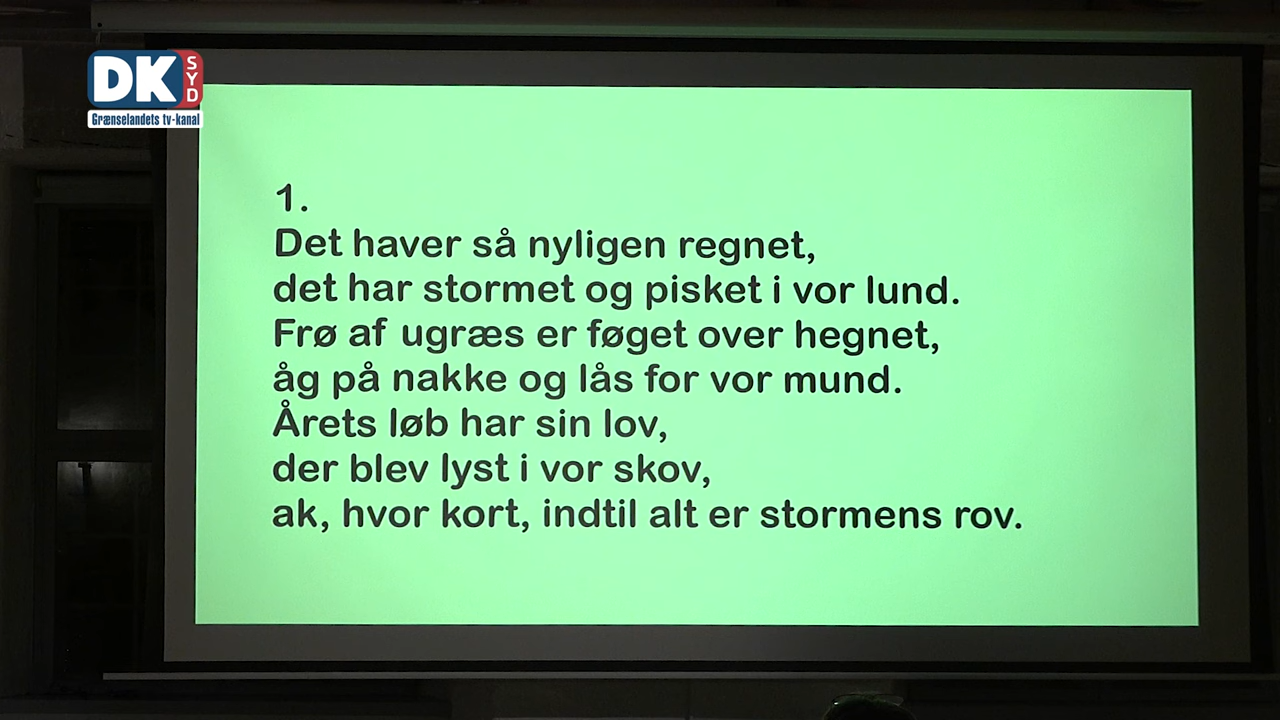 DK
SYD
Grænselandets tv-kanal
1.
Det haver så nyligen regnet,
det har stormet og pisket i vor lund.
Frø af ugræs er føget over hegnet,
åg på nakke og lås for vor mund.
Årets løb har sin lov,
der blev lyst i vor skov,
ak, hvor kort, indtil alt er stormens rov.